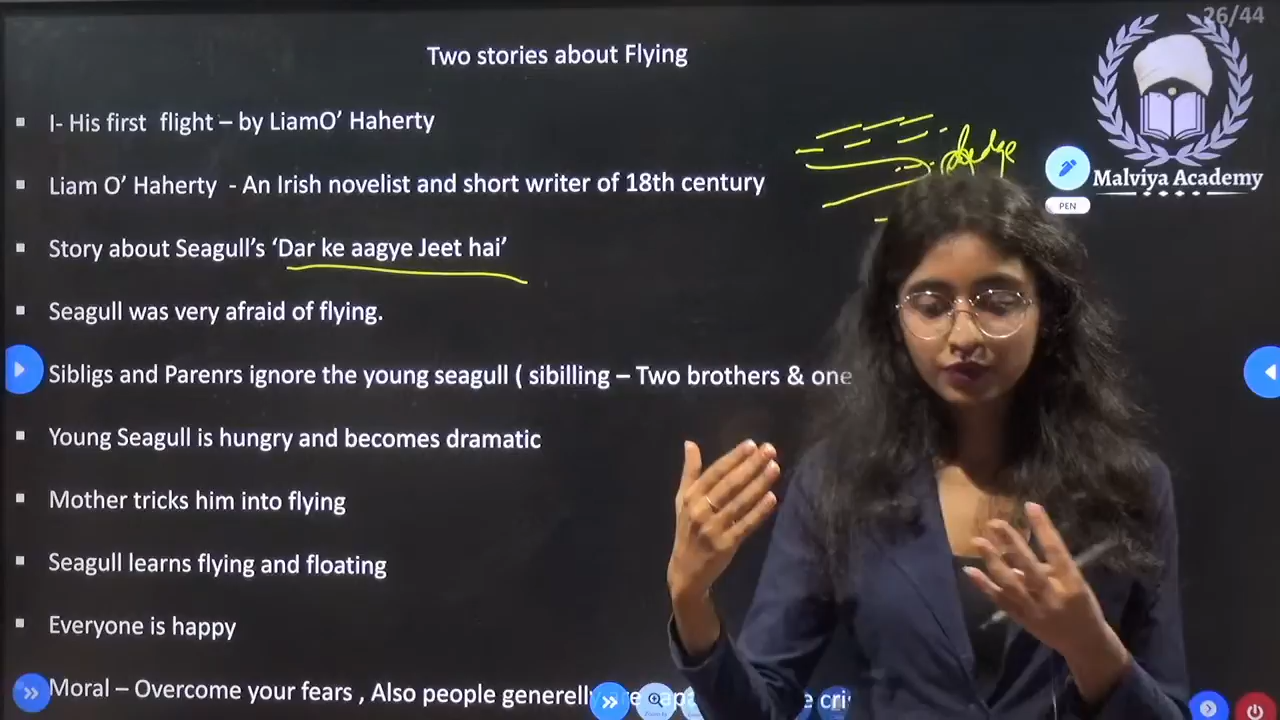 26/44
Two stories about Flying
I- His first flight – by LiamO' Haherty
Liam O' Haherty - An Irish novelist and short writer of 18th century
Story about Seagull's 'Dar ke aagye Jeet hai'
Seagull was very afraid of flying.
Sibligs and Parenrs ignore the young seagull ( sibilling – Two brothers & one
Young Seagull is hungry and becomes dramatic
Mother tricks him into flying
Seagull learns flying and floating
Everyone is happy
Moral – Overcome your fears , Also people generelly
ledge
Malviya Academy
PEN